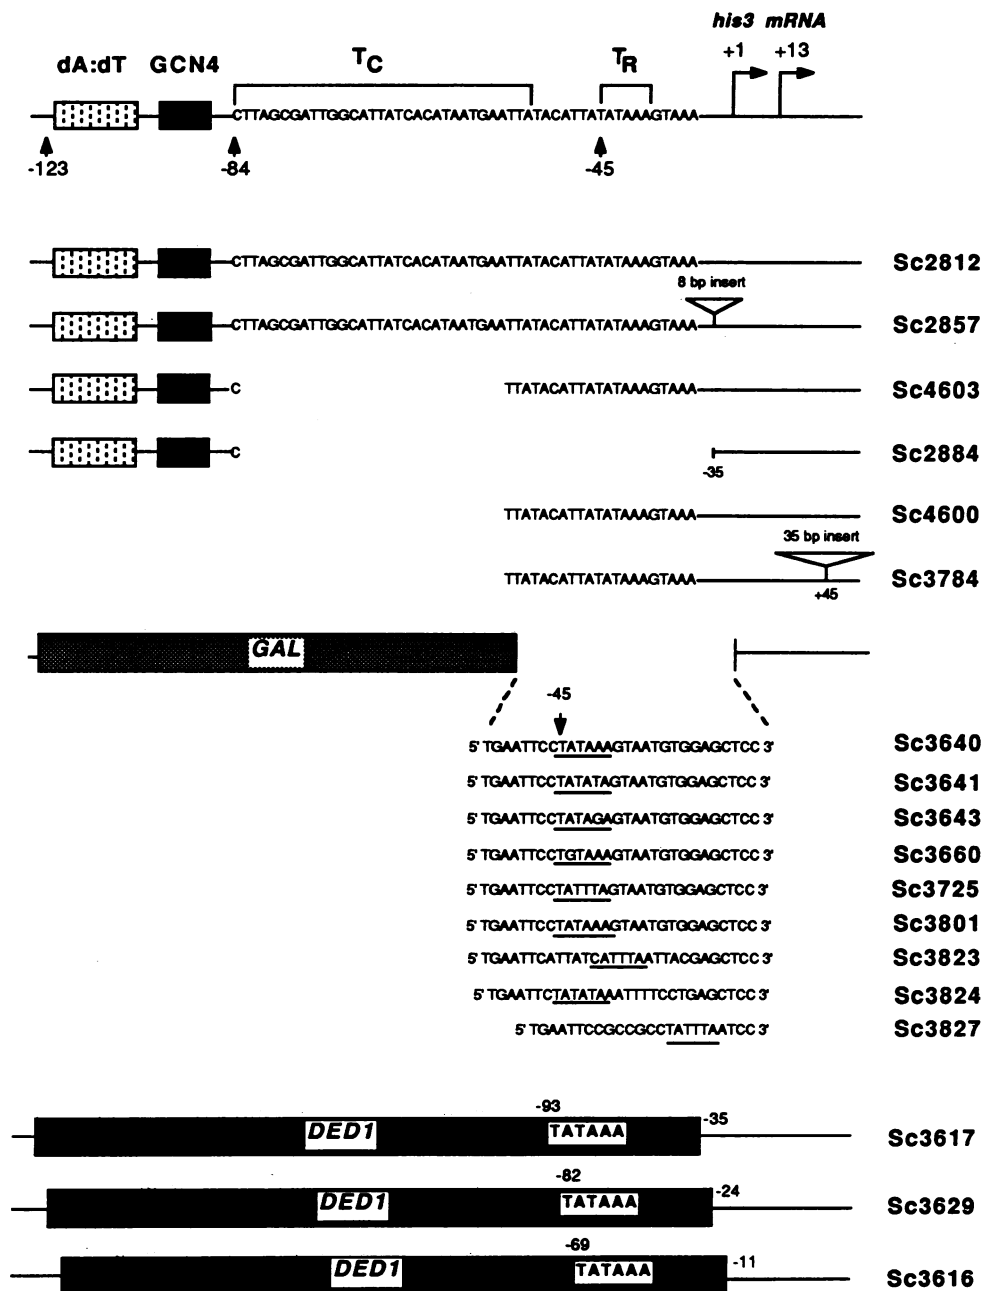 his3 mRNA
dA:dT GCN4 TC TR +1 +13
CTTAGCGATTGGCATTATCACATAATGAATTATACATTATATAAAGTAAA
-123 -84 -45
CTTAGCGATTGGCATTATCACATAATGAATTATACATTATATAAAGTAAA Sc2812
8 bp insert
CTTAGCGATTGGCATTATCACATAATGAATTATACATTATATAAAGTAAA Sc2857
C TTATACATTATATAAAGTAAA Sc4603
C Sc2884
-35
TTATACATTATATAAAGTAAA Sc4600
35 bp insert
TTATACATTATATAAAGTAAA Sc3784
+45
GAL
-45
5' TGAATTCCTATAAAGTAATGTGGAGCTCC 3' Sc3640
5' TGAATTCCTATATAGTAATGTGGAGCTCC 3' Sc3641
5' TGAATTCCTATAGAGTAATGTGGAGCTCC 3' Sc3643
5' TGAATTCCTGTAAAGTAATGTGGAGCTCC 3' Sc3660
5' TGAATTCCTATTTAGTAATGTGGAGCTCC 3' Sc3725
5' TGAATTCCTATAAAGTAATGTGGAGCTCC 3' Sc3801
5' TGAATTCATTATCATTTAATTACGAGCTCC 3' Sc3823
5' TGAATTCTATATAAATTTTCCTGAGCTCC 3' Sc3824
5' TGAATTCCGCCGCCTATTTAATCC 3' Sc3827
-93 -35
DED1 TATAAA Sc3617
-82 -24
DED1 TATAAA Sc3629
-69 -11
DED1 TATAAA Sc3616